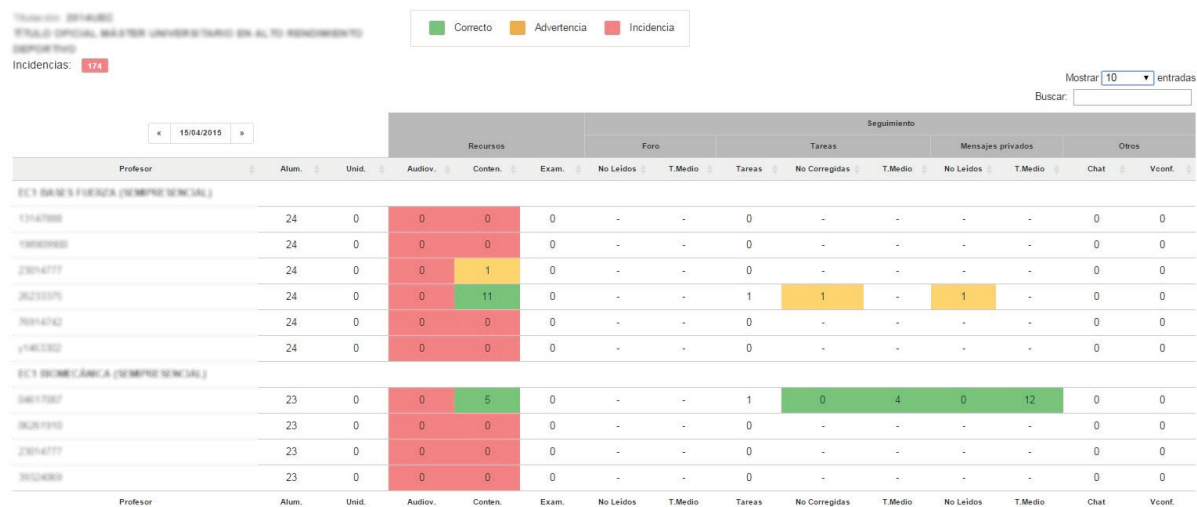 Correcto Advertencia Incidencia
Incidencias: 174
Mostrar 10 entradas
Buscar:
« 15/04/2015 »
Seguimiento
Recursos Foro Tareas Mensajes privados Otros
Profesor Alum. Unid. Audiov. Conten. Exam. No Leídos T.Medio Tareas No Corregidas T.Medio No Leídos T.Medio Chat Vconf.
24 0 0 0 0 - - 0 - - - - 0 0
24 0 0 0 0 - - 0 - - - - 0 0
24 0 0 1 0 - - 0 - - - - 0 0
24 0 0 11 0 - - 1 1 - 1 - 0 0
24 0 0 0 0 - - 0 - - - - 0 0
24 0 0 0 0 - - 0 - - - - 0 0
23 0 0 5 0 - - 1 0 4 0 12 0 0
23 0 0 0 0 - - 0 - - - - 0 0
23 0 0 0 0 - - 0 - - - - 0 0
23 0 0 0 0 - - 0 - - - - 0 0
Profesor Alum. Unid. Audiov. Conten. Exam. No Leídos T.Medio Tareas No Corregidas T.Medio No Leídos T.Medio Chat Vconf.